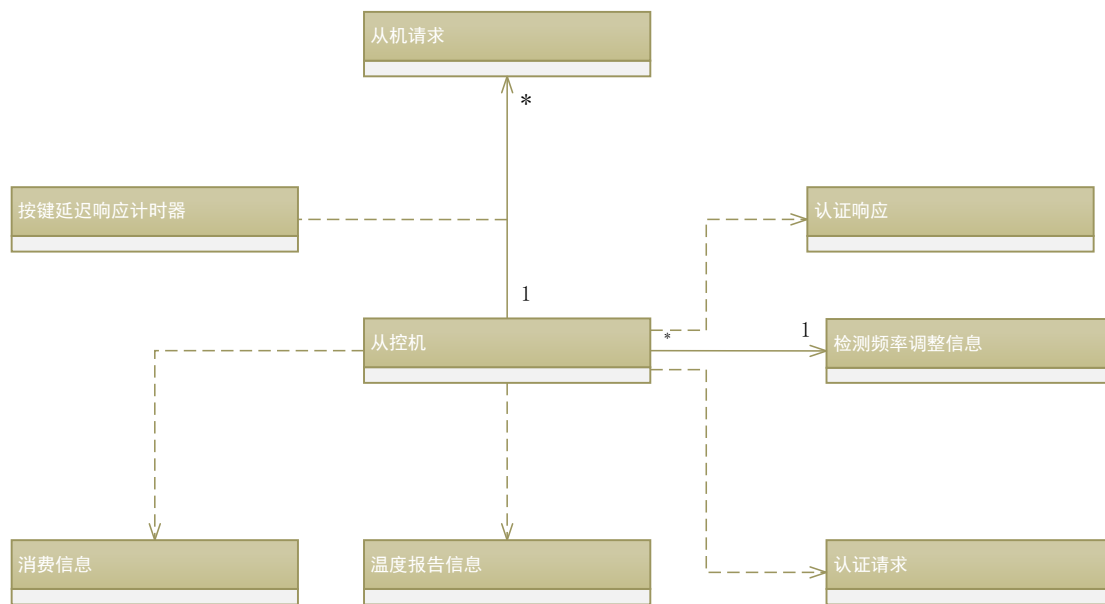 从机请求
*
按键延迟响应计时器
认证响应
1
从控机
*
1
检测频率调整信息
消费信息
温度报告信息
认证请求